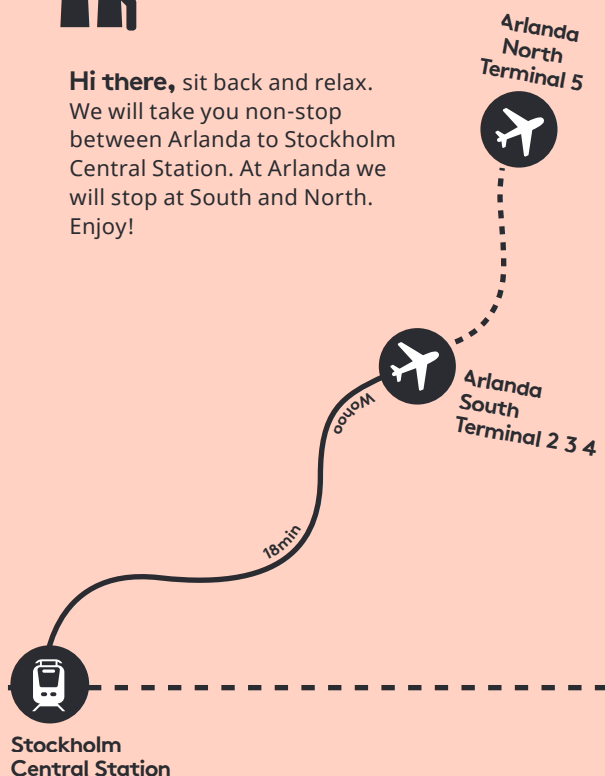 Arlanda
North
Terminal 5
Hi there, sit back and relax.
We will take you non-stop
between Arlanda to Stockholm
Central Station. At Arlanda we
will stop at South and North.
Enjoy!
Arlanda
South
Terminal 2 3 4
Wohoo
18min
Stockholm
Central Station